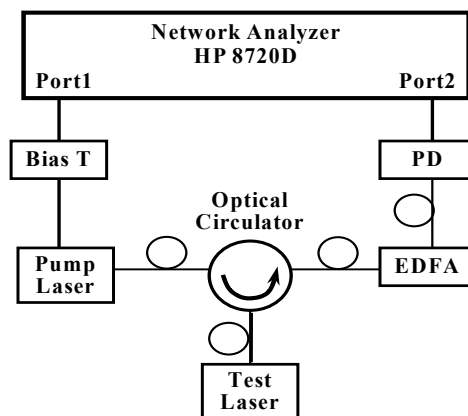 Network Analyzer
HP 8720D
Port1
Port2
Bias T
PD
Optical
Circulator
Pump
Laser
EDFA
Test
Laser